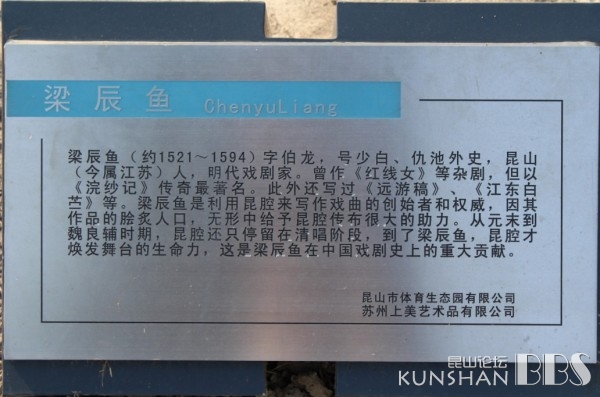 梁辰鱼 ChenyuLiang
梁辰鱼（约1521～1594）字伯龙，号少白、仇池外史，昆山
（今属江苏）人，明代戏剧家。曾作《红线女》等杂剧，但以
《浣纱记》传奇最著名。此外还写过《远游稿》、《江东白
苎》等。梁辰鱼是利用昆腔来写作戏曲的创始者和权威，因其
作品的脍炙人口，无形中给予昆腔传布很大的助力。从元末到
魏良辅时期，昆腔还只停留在清唱阶段，到了梁辰鱼，昆腔才
焕发舞台的生命力，这是梁辰鱼在中国戏剧史上的重大贡献。
昆山市体育生态园有限公司
苏州上美艺术品有限公司
昆山论坛
KUNSHAN BBS